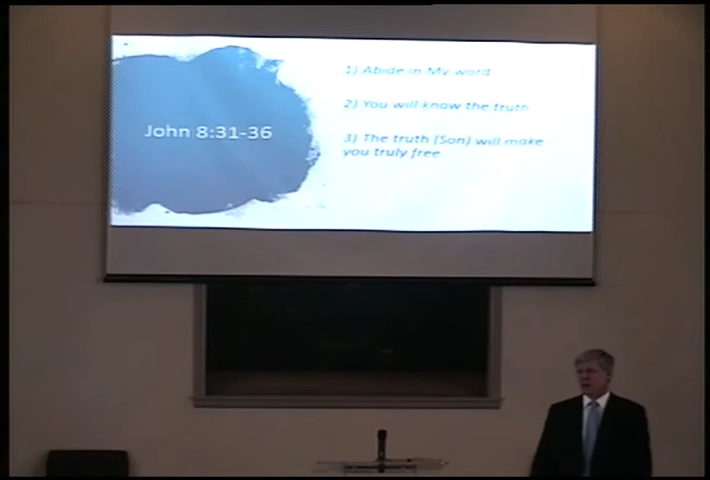 John 8:31-36
1) Abide in My word
2) You will know the truth
3) The truth (Son) will make
you truly free